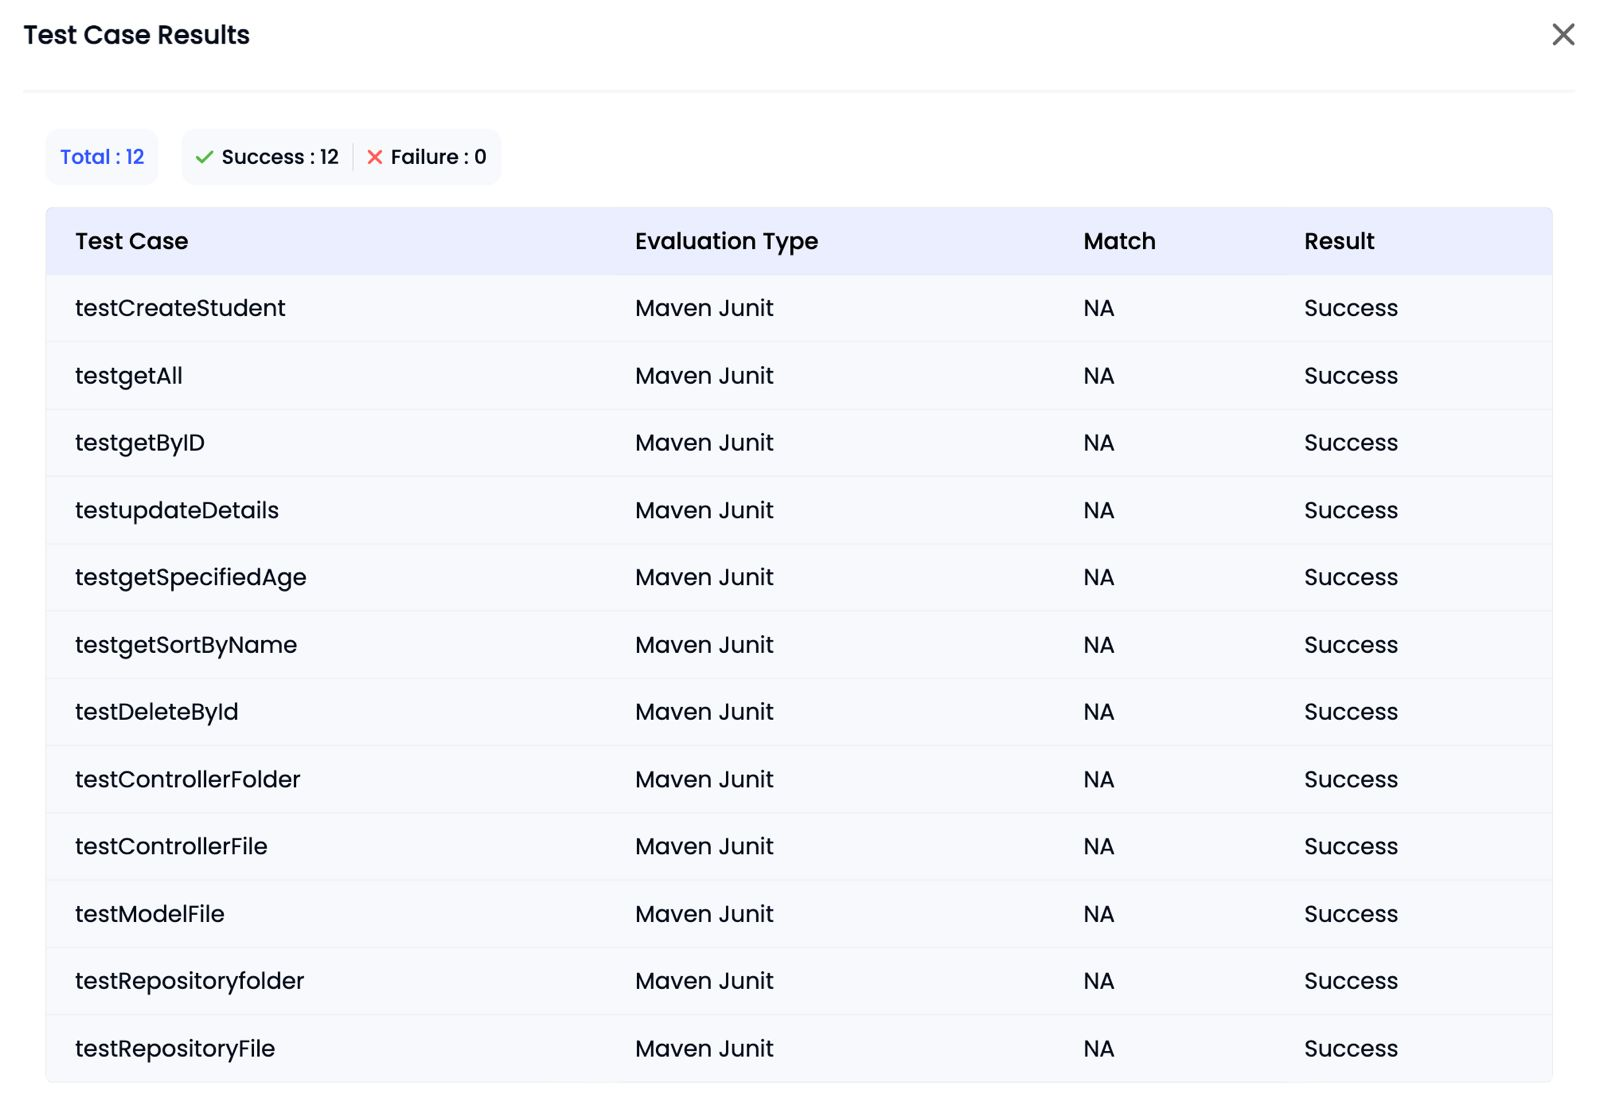 Test Case Results
Total : 12 Success : 12 Failure : 0
Test Case Evaluation Type Match Result
testCreateStudent Maven Junit NA Success
testgetAll Maven Junit NA Success
testgetByID Maven Junit NA Success
testupdateDetails Maven Junit NA Success
testgetSpecifiedAge Maven Junit NA Success
testgetSortByName Maven Junit NA Success
testDeleteById Maven Junit NA Success
testControllerFolder Maven Junit NA Success
testControllerFile Maven Junit NA Success
testModelFile Maven Junit NA Success
testRepositoryfolder Maven Junit NA Success
testRepositoryFile Maven Junit NA Success